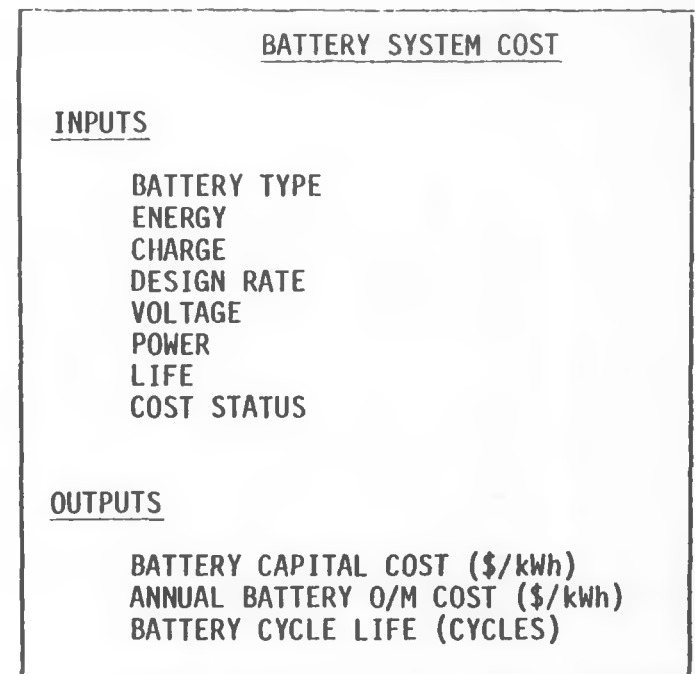 BATTERY SYSTEM COST
INPUTS
BATTERY TYPE
ENERGY
CHARGE
DESIGN RATE
VOLTAGE
POWER
LIFE
COST STATUS
OUTPUTS
BATTERY CAPITAL COST ($/kWh)
ANNUAL BATTERY O/M COST ($/kWh)
BATTERY CYCLE LIFE (CYCLES)